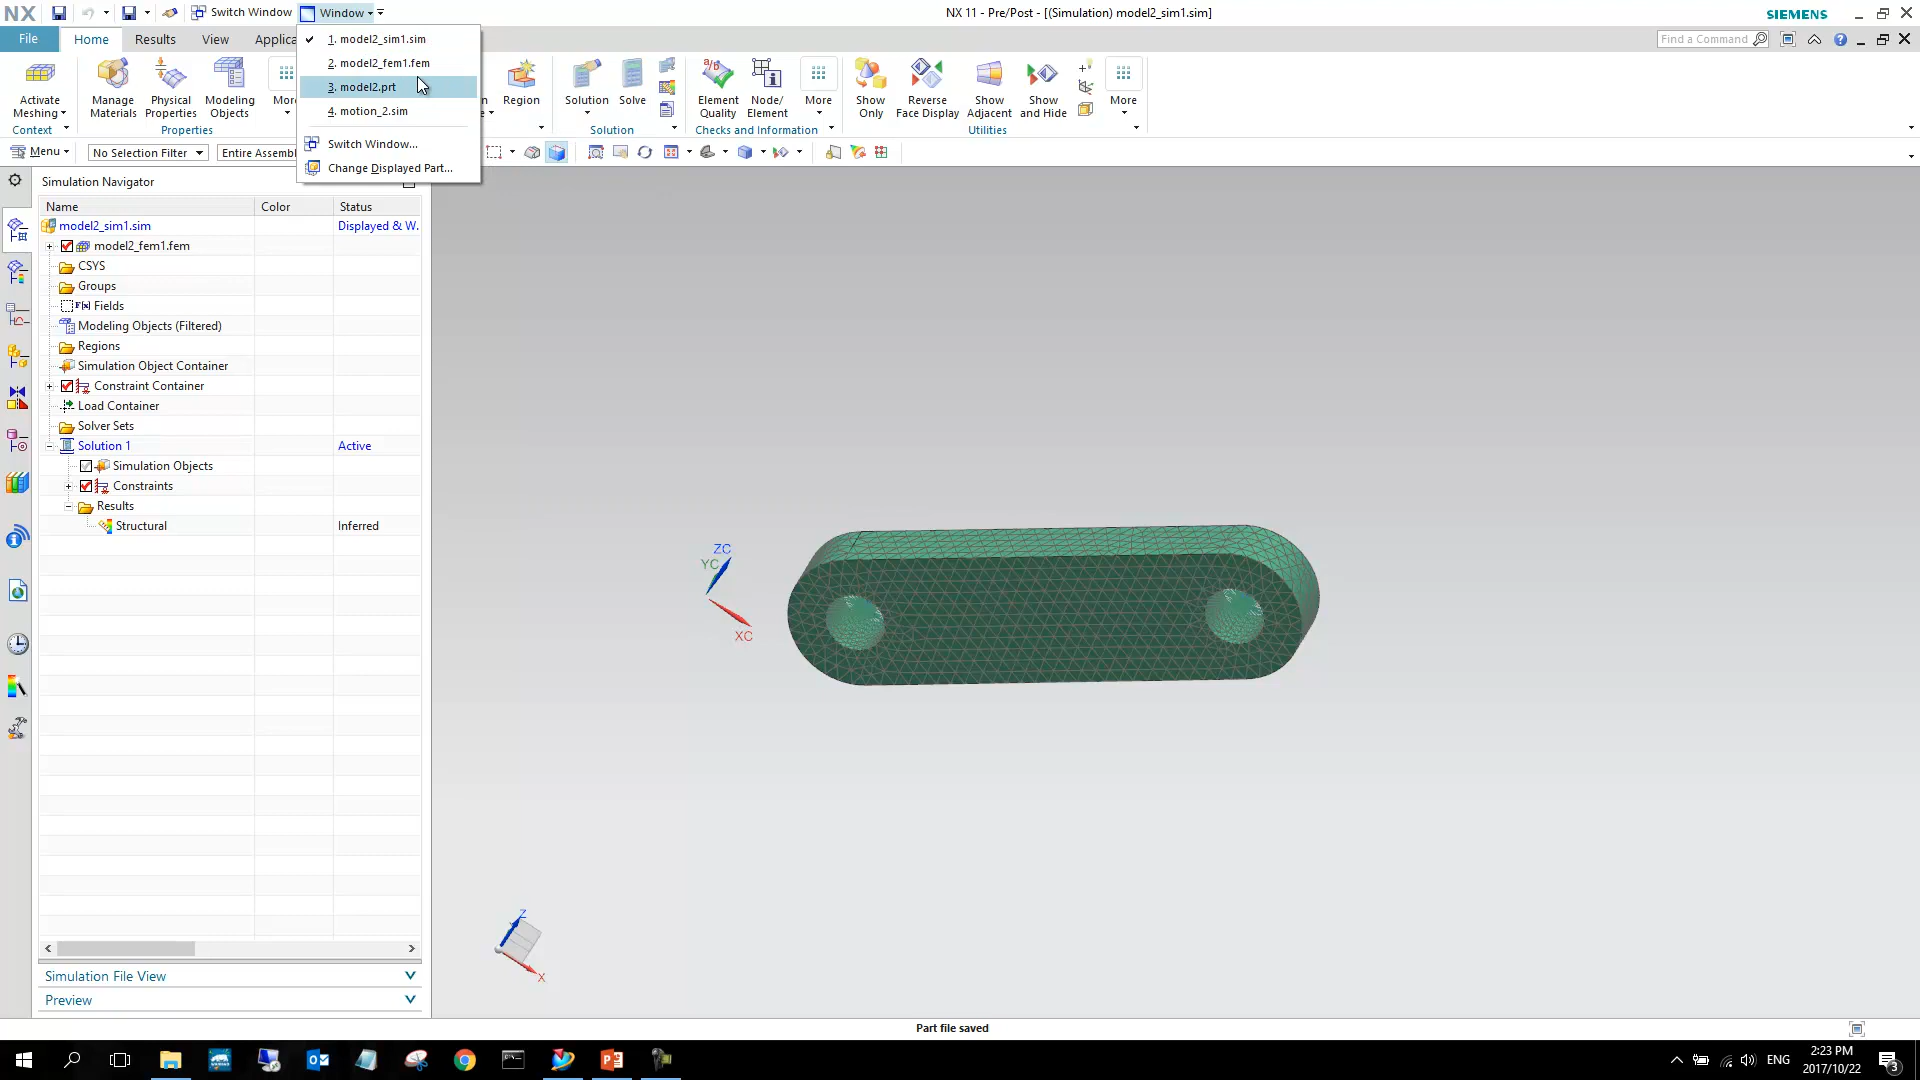 NX
Switch Window
Window
NX 11 - Pre/Post - [(Simulation) model2_sim1.sim]
SIEMENS
File
Home
Results
View
Applica
Find a Command
1. model2_sim1.sim
2. model2_fem1.fem
3. model2.prt
4. motion_2.sim
Switch Window...
Change Displayed Part...
Activate Meshing
Manage Materials
Physical Properties
Modeling Objects
More
Region
Solution
Solve
Element Quality
Node/ Element
More
Show Only
Reverse Face Display
Show Adjacent
Show and Hide
More
Context
Properties
Solution
Checks and Information
Utilities
Menu
No Selection Filter
Entire Assemb
Simulation Navigator
Name
Color
Status
model2_sim1.sim
Displayed & W.
model2_fem1.fem
CSYS
Groups
F(x) Fields
Modeling Objects (Filtered)
Regions
Simulation Object Container
Constraint Container
Load Container
Solver Sets
Solution 1
Active
Simulation Objects
Constraints
Results
Structural
Inferred
ZC
YC
XC
Z
X
Simulation File View
Preview
Part file saved
ENG
2:23 PM
2017/10/22
3